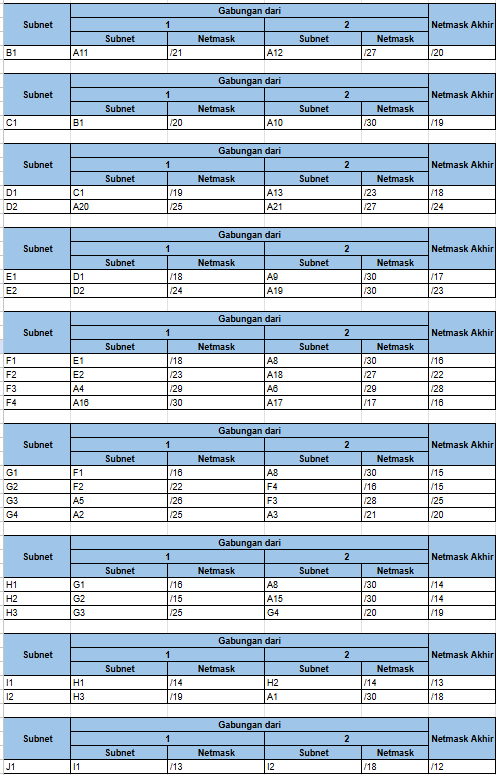 Gabungan dari
Subnet 1 2 Netmask Akhir
Subnet Netmask Subnet Netmask
B1 A11 /21 A12 /27 /20
Gabungan dari
Subnet 1 2 Netmask Akhir
Subnet Netmask Subnet Netmask
C1 B1 /20 A10 /30 /19
Gabungan dari
Subnet 1 2 Netmask Akhir
Subnet Netmask Subnet Netmask
D1 C1 /19 A13 /23 /18
D2 A20 /25 A21 /27 /24
Gabungan dari
Subnet 1 2 Netmask Akhir
Subnet Netmask Subnet Netmask
E1 D1 /18 A9 /30 /17
E2 D2 /24 A19 /30 /23
Gabungan dari
Subnet 1 2 Netmask Akhir
Subnet Netmask Subnet Netmask
F1 E1 /18 A8 /30 /16
F2 E2 /23 A18 /27 /22
F3 A4 /29 A6 /29 /28
F4 A16 /30 A17 /17 /16
Gabungan dari
Subnet 1 2 Netmask Akhir
Subnet Netmask Subnet Netmask
G1 F1 /16 A8 /30 /15
G2 F2 /22 F4 /16 /15
G3 A5 /26 F3 /28 /25
G4 A2 /25 A3 /21 /20
Gabungan dari
Subnet 1 2 Netmask Akhir
Subnet Netmask Subnet Netmask
H1 G1 /16 A8 /30 /14
H2 G2 /15 A15 /30 /14
H3 G3 /25 G4 /20 /19
Gabungan dari
Subnet 1 2 Netmask Akhir
Subnet Netmask Subnet Netmask
I1 H1 /14 H2 /14 /13
I2 H3 /19 A1 /30 /18
Gabungan dari
Subnet 1 2 Netmask Akhir
Subnet Netmask Subnet Netmask
J1 I1 /13 I2 /18 /12